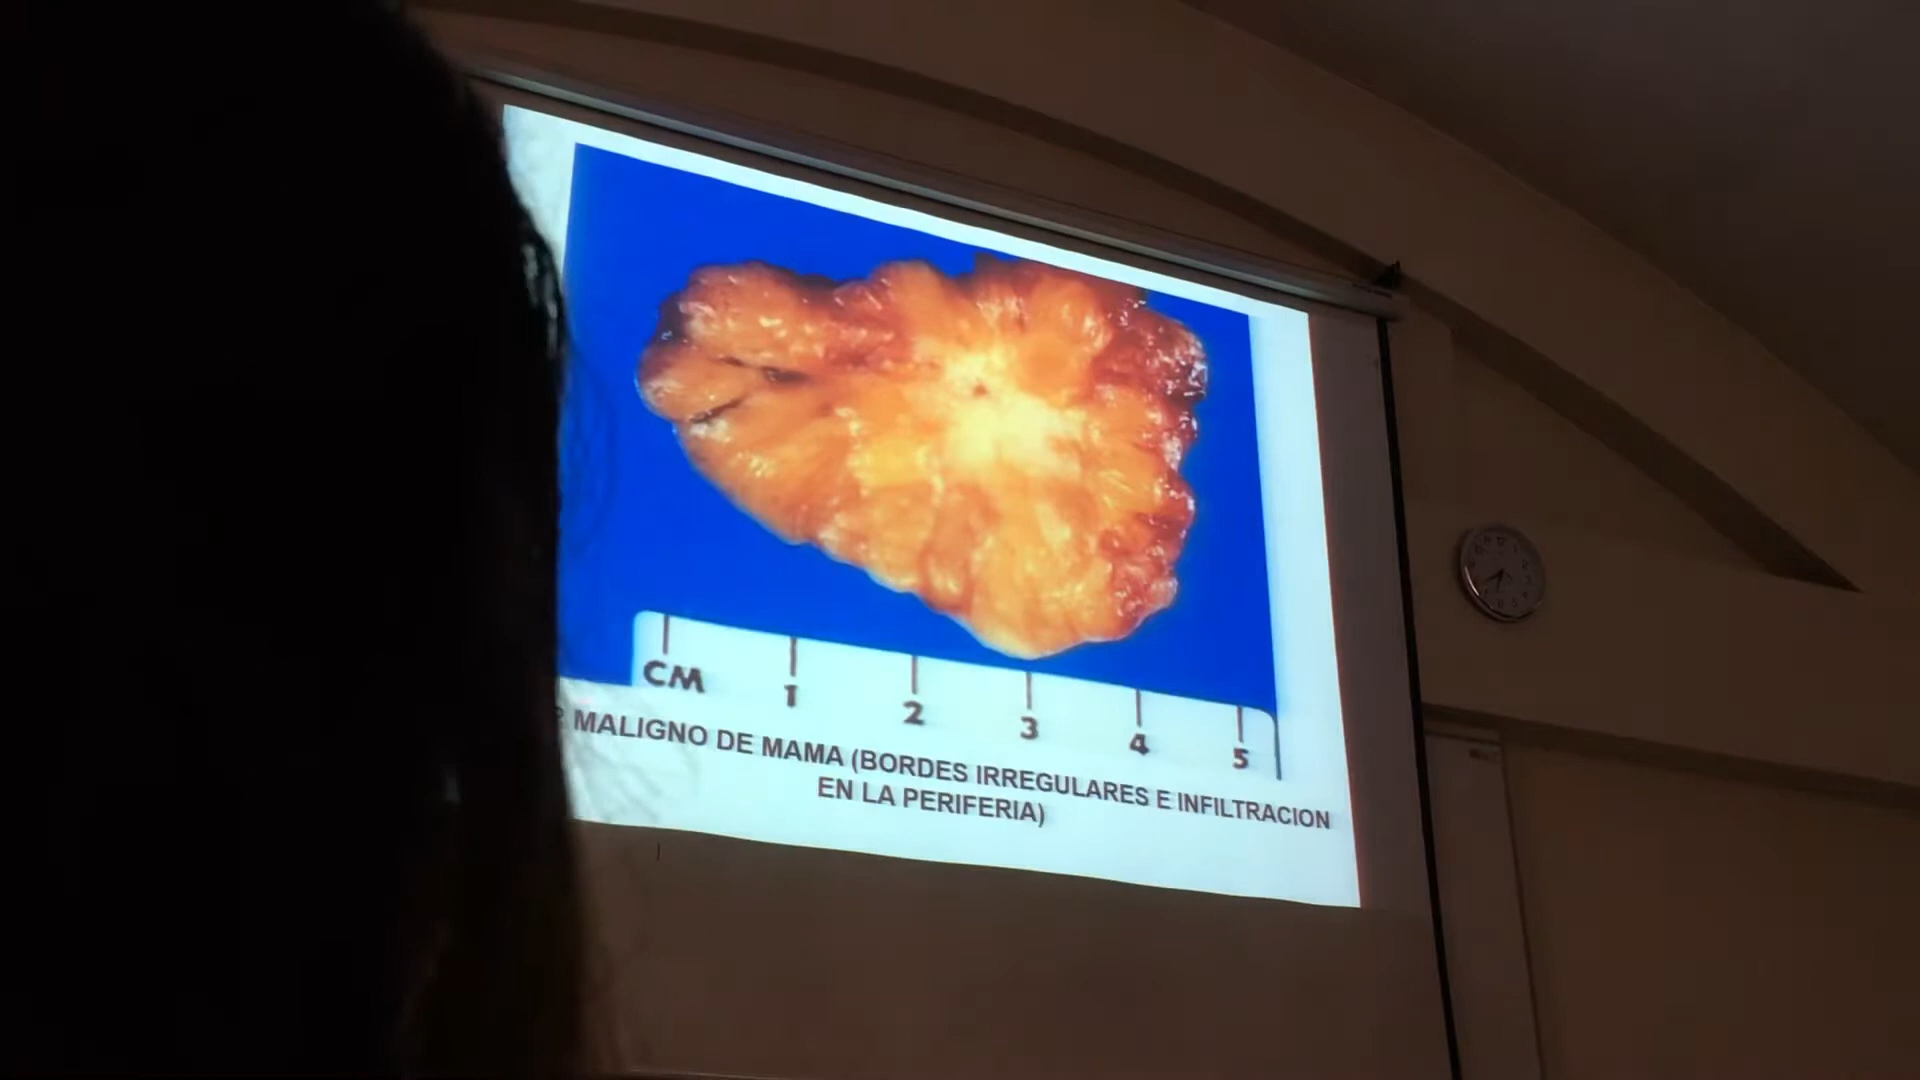 CM 1 2 3 4 5
MALIGNO DE MAMA (BORDES IRREGULARES E INFILTRACION
EN LA PERIFERIA)